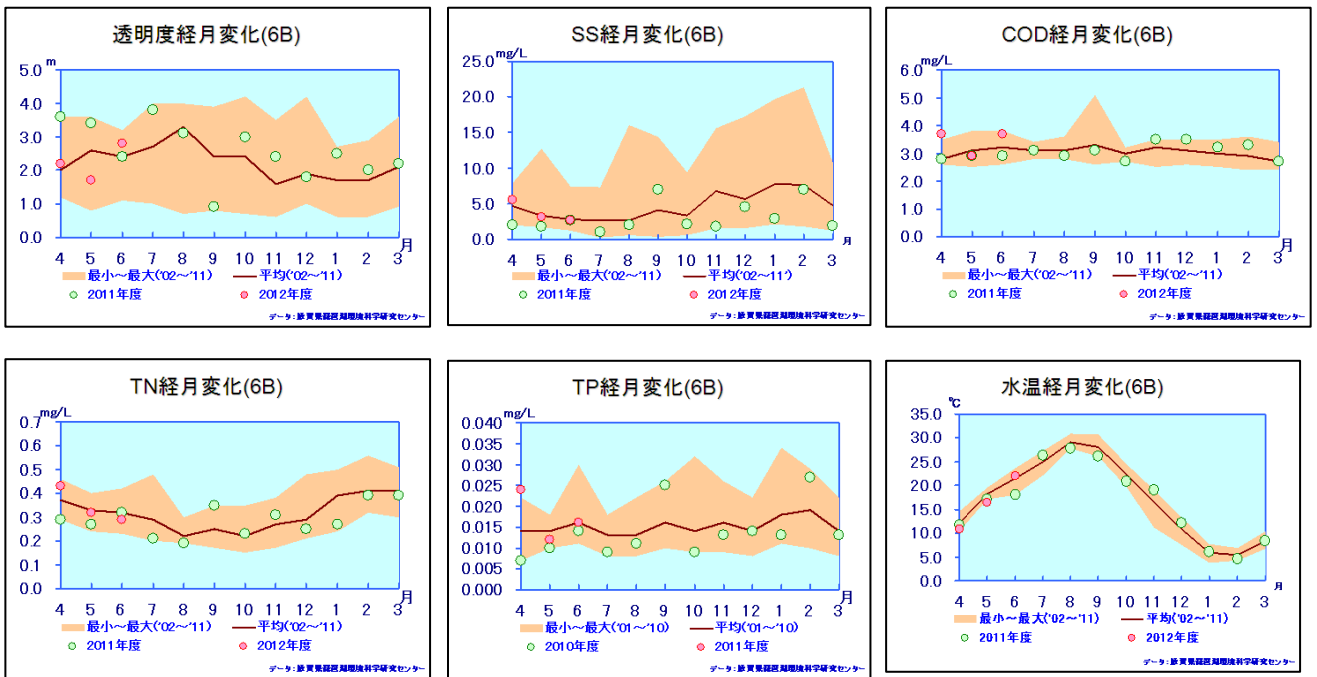 透明度経月変化(6B)
m
5.0
4.0
3.0
2.0
1.0
0.0
4 5 6 7 8 9 10 11 12 1 2 3 月
最小～最大('02～'11) 平均('02～'11)
2011年度 2012年度
SS経月変化(6B)
mg/L
25.0
20.0
15.0
10.0
5.0
0.0
4 5 6 7 8 9 10 11 12 1 2 3 月
最小～最大('02～'11) 平均('02～'11')
2011年度 2012年度
COD経月変化(6B)
mg/L
6.0
5.0
4.0
3.0
2.0
1.0
0.0
4 5 6 7 8 9 10 11 12 1 2 3 月
最小～最大('02～'11) 平均('02～'11)
2011年度 2012年度
TN経月変化(6B)
mg/L
0.7
0.6
0.5
0.4
0.3
0.2
0.1
0.0
4 5 6 7 8 9 10 11 12 1 2 3 月
最小～最大('02～'11) 平均('02～'11)
2011年度 2012年度
TP経月変化(6B)
mg/L
0.040
0.035
0.030
0.025
0.020
0.015
0.010
0.005
0.000
4 5 6 7 8 9 10 11 12 1 2 3 月
最小～最大('01～'10) 平均('01～'10)
2010年度 2011年度
水温経月変化(6B)
℃
35.0
30.0
25.0
20.0
15.0
10.0
5.0
0.0
4 5 6 7 8 9 10 11 12 1 2 3 月
最小～最大('02～'11) 平均('02～'11)
2011年度 2012年度